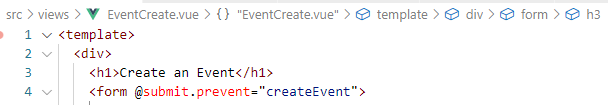 src > views > EventCreate.vue > {} "EventCreate.vue" > template > div > form > h3
1 <template>
2 <div>
3 <h1>Create an Event</h1>
4 <form @submit.prevent="createEvent">